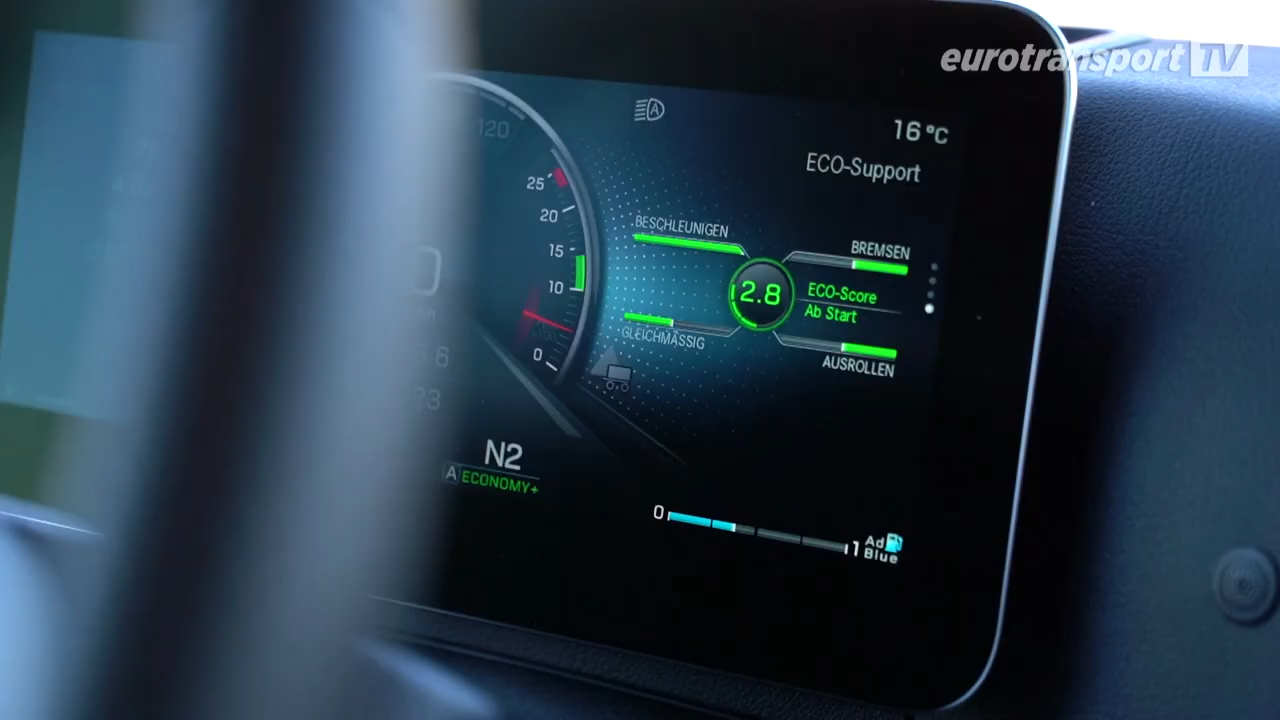 eurotransport TV
120
16 °C
ECO-Support
25
20
15
10
0
BESCHLEUNIGEN
BREMSEN
2.8
ECO-Score
Ab Start
GLEICHMÄSSIG
AUSROLLEN
N2
A ECONOMY+
0
1
Ad
Blue